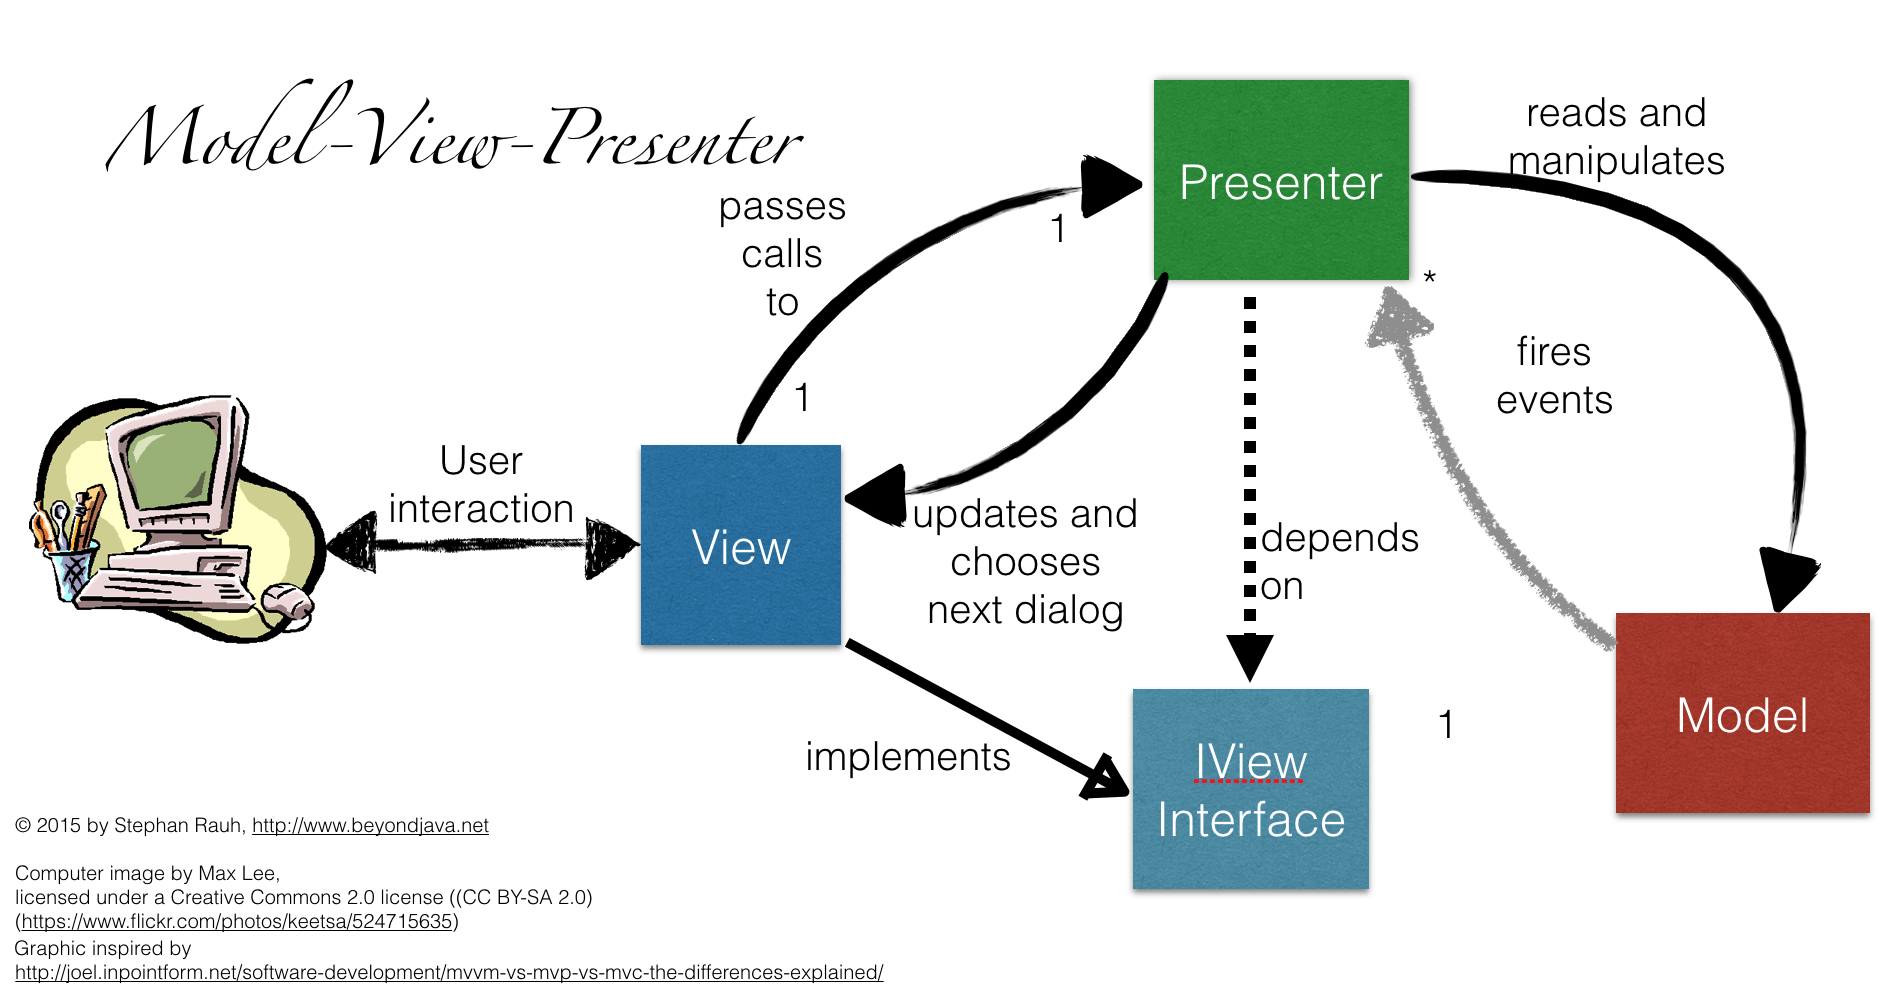 Model-View-Presenter
Presenter
reads and
manipulates
passes
calls
to
1
1
*
fires
events
User
interaction
View
updates and
chooses
next dialog
depends
on
implements
IView
Interface
1
Model
© 2015 by Stephan Rauh, http://www.beyondjava.net
Computer image by Max Lee,
licensed under a Creative Commons 2.0 license ((CC BY-SA 2.0)
(https://www.flickr.com/photos/keetsa/524715635)
Graphic inspired by
http://joel.inpointform.net/software-development/mvvm-vs-mvp-vs-mvc-the-differences-explained/